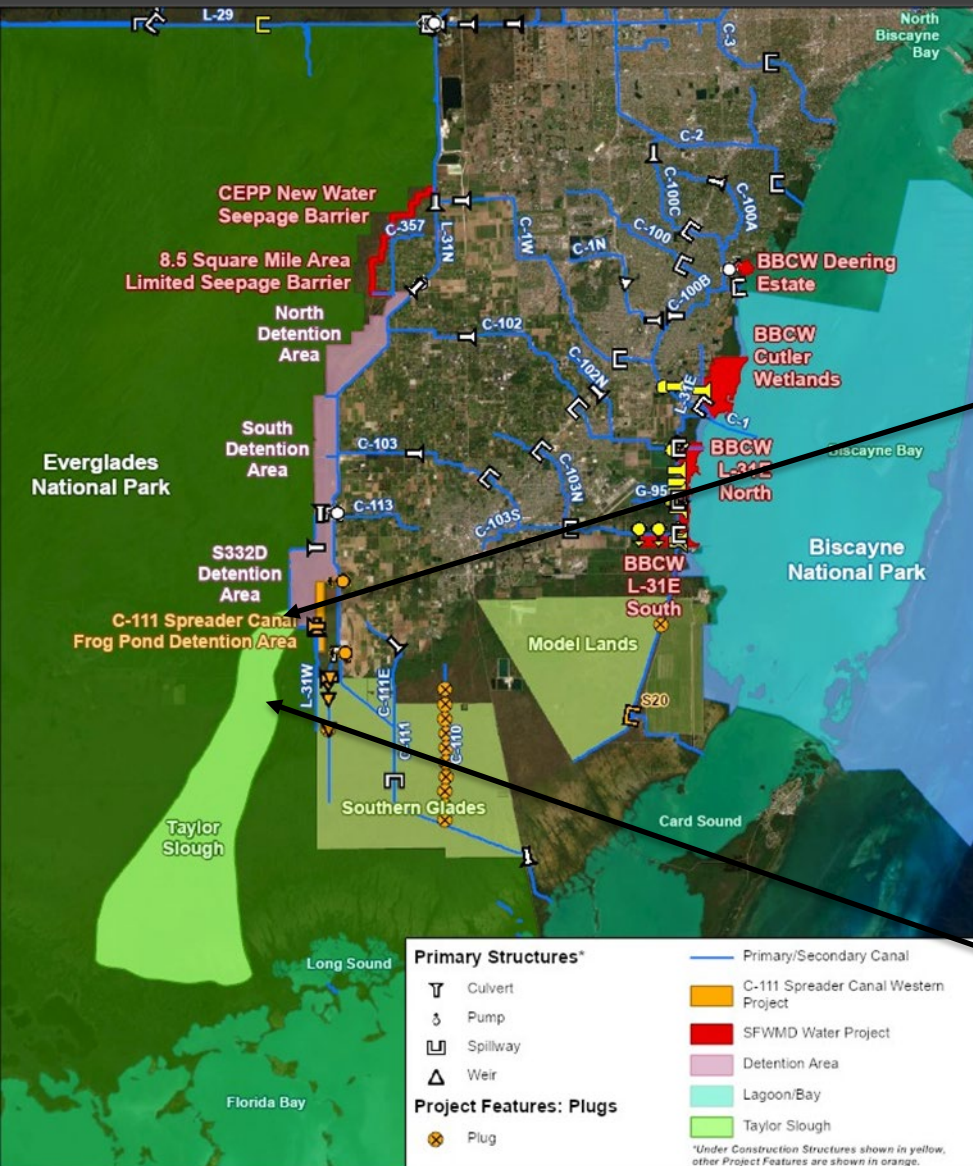 L-29
North
Biscayne
Bay
C-3
C-2
C-100C
C-100A
CEPP New Water
Seepage Barrier
C-357
L-31N
C-1W
C-100
C-1N
8.5 Square Mile Area
Limited Seepage Barrier
BBCW Deering
Estate
C-100B
North
Detention
Area
C-102
BBCW
Cutler
Wetlands
C-102N
L-31E
C-1
South
Detention
Area
C-103
Biscayne Bay
BBCW
L-31E
North
Everglades
National Park
C-103N
G-95
C-113
C-103S
S332D
Detention
Area
Biscayne
National Park
BBCW
L-31E
South
C-111 Spreader Canal
Frog Pond Detention Area
Model Lands
L-31W
C-111E
S20
C-111
C-110
Southern Glades
Card Sound
Taylor
Slough
Long Sound
Florida Bay
Primary Structures*
Culvert
Pump
Spillway
Weir
Project Features: Plugs
Plug
Primary/Secondary Canal
C-111 Spreader Canal Western
Project
SFWMD Water Project
Detention Area
Lagoon/Bay
Taylor Slough
*Under Construction Structures shown in yellow,
other Project Features are shown in orange.